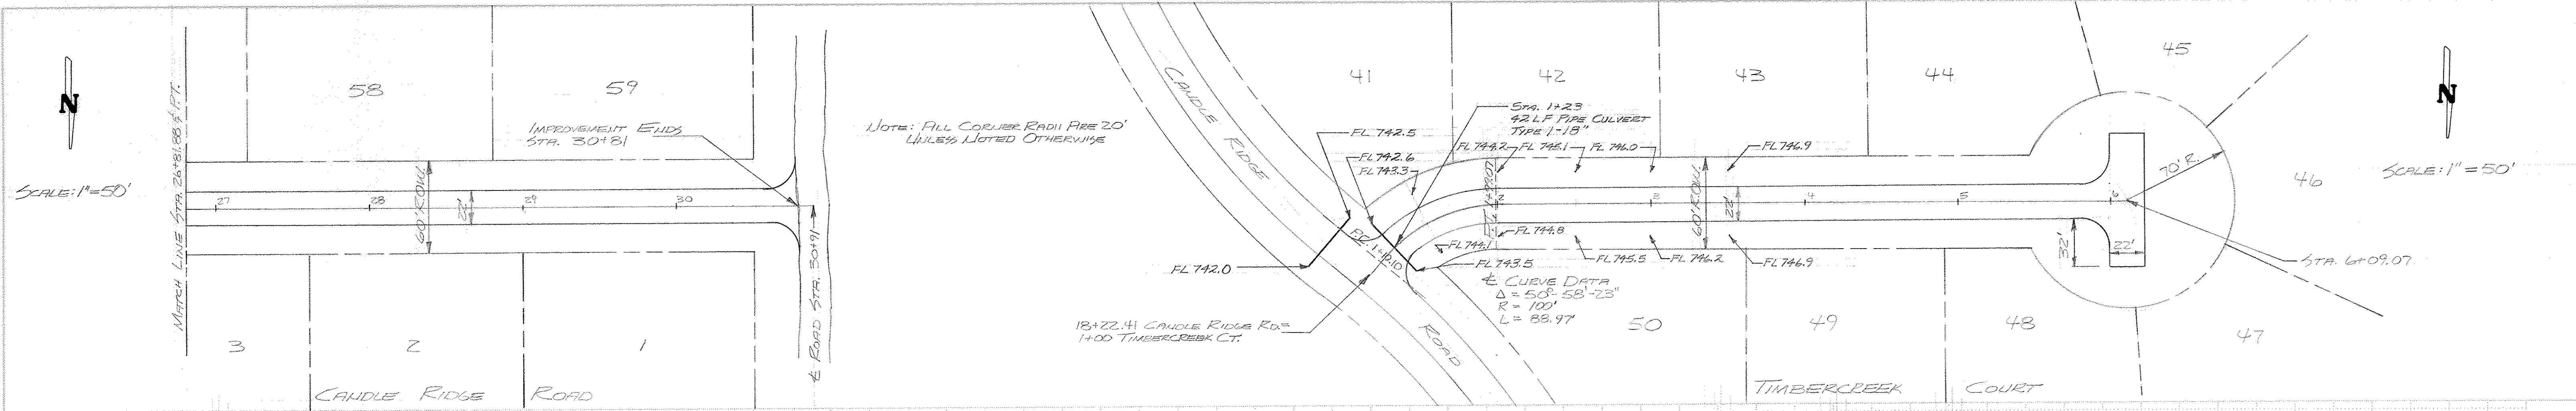 N
SCALE: 1"=50'
MATCH LINE STA. 26+81.88 & P.T.
58
59
IMPROVEMENT ENDS
STA. 30+81
27
28
29
30
60' R.O.W.
22'
℄ ROAD STA. 30+91
3
2
1
CANDLE RIDGE ROAD
NOTE: ALL CORNER RADII ARE 20'
UNLESS NOTED OTHERWISE
CANDLE RIDGE
ROAD
41
42
43
44
45
46
47
48
49
50
STA. 1+23
42 LF PIPE CULVERT
TYPE 1-18"
FL 742.5
FL 742.6
FL 743.3
FL 744.2
FL 745.1
FL 746.0
FL 746.9
P.T. 1+99.07
2
3
4
5
6
60' R.O.W.
22'
P.C. 1+10.10
FL 744.1
FL 744.8
FL 745.5
FL 746.2
FL 746.9
FL 742.0
FL 743.5
℄ CURVE DATA
Δ = 50°-58'-23"
R = 100'
L = 88.97'
18+22.41 CANDLE RIDGE RD.=
1+00 TIMBERCREEK CT.
70' R.
32'
22'
STA. 6+09.07
N
SCALE: 1"=50'
TIMBERCREEK COURT